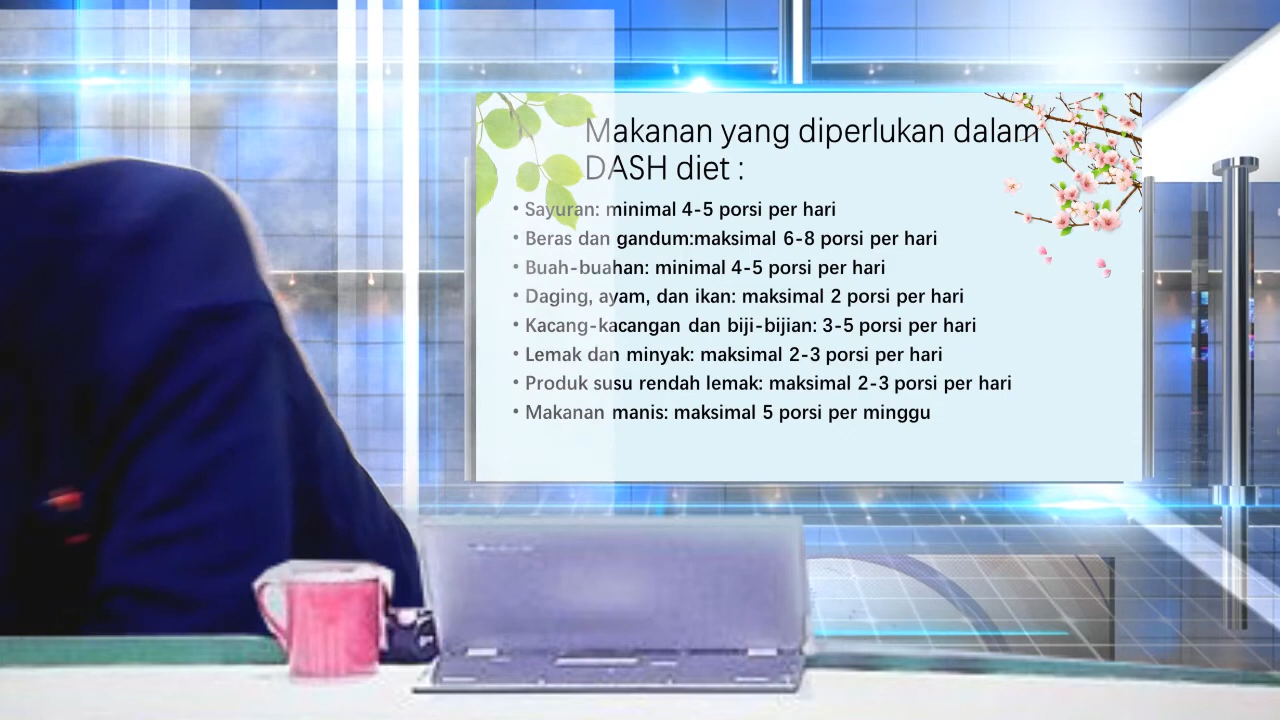 Makanan yang diperlukan dalam
DASH diet :
• Sayuran: minimal 4-5 porsi per hari
• Beras dan gandum:maksimal 6-8 porsi per hari
• Buah-buahan: minimal 4-5 porsi per hari
• Daging, ayam, dan ikan: maksimal 2 porsi per hari
• Kacang-kacangan dan biji-bijian: 3-5 porsi per hari
• Lemak dan minyak: maksimal 2-3 porsi per hari
• Produk susu rendah lemak: maksimal 2-3 porsi per hari
• Makanan manis: maksimal 5 porsi per minggu